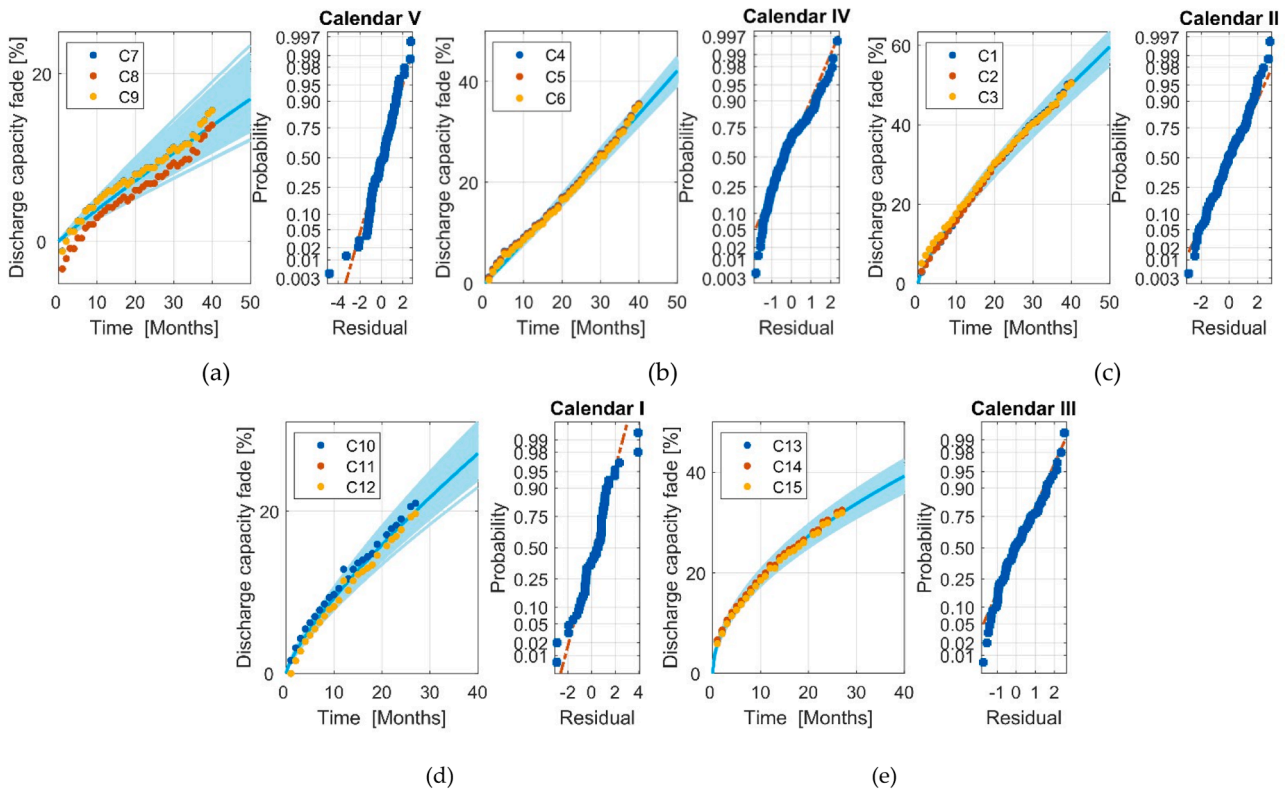 Calendar V
Discharge capacity fade [%]
20
0
C7
C8
C9
0 10 20 30 40 50
Time [Months]
Probability
0.997
0.99
0.98
0.95
0.90
0.75
0.50
0.25
0.10
0.05
0.02
0.01
0.003
-4 -2 0 2
Residual
(a)
Calendar IV
Discharge capacity fade [%]
40
20
0
C4
C5
C6
0 10 20 30 40 50
Time [Months]
Probability
0.997
0.99
0.98
0.95
0.90
0.75
0.50
0.25
0.10
0.05
0.02
0.01
0.003
-1 0 1 2
Residual
(b)
Calendar II
Discharge capacity fade [%]
60
40
20
0
C1
C2
C3
0 10 20 30 40 50
Time [Months]
Probability
0.997
0.99
0.98
0.95
0.90
0.75
0.50
0.25
0.10
0.05
0.02
0.01
0.003
-2 0 2
Residual
(c)
Calendar I
Discharge capacity fade [%]
20
0
C10
C11
C12
0 10 20 30 40
Time [Months]
Probability
0.99
0.98
0.95
0.90
0.75
0.50
0.25
0.10
0.05
0.02
0.01
-2 0 2 4
Residual
(d)
Calendar III
Discharge capacity fade [%]
40
20
0
C13
C14
C15
0 10 20 30 40
Time [Months]
Probability
0.99
0.98
0.95
0.90
0.75
0.50
0.25
0.10
0.05
0.02
0.01
-1 0 1 2
Residual
(e)